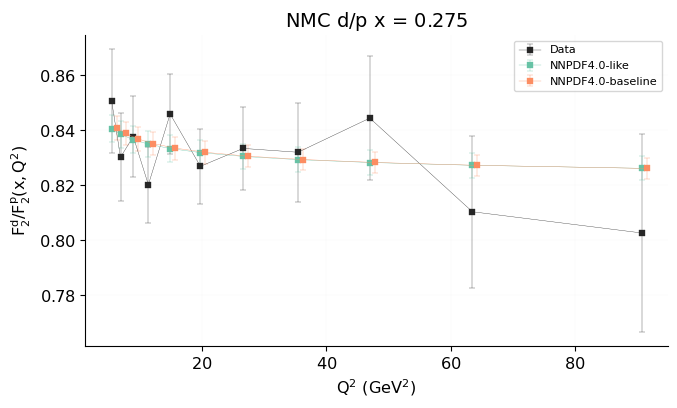 NMC d/p x = 0.275
Data
NNPDF4.0-like
NNPDF4.0-baseline
F₂ᵈ/F₂ᵖ(x, Q²)
0.86
0.84
0.82
0.80
0.78
20 40 60 80
Q² (GeV²)